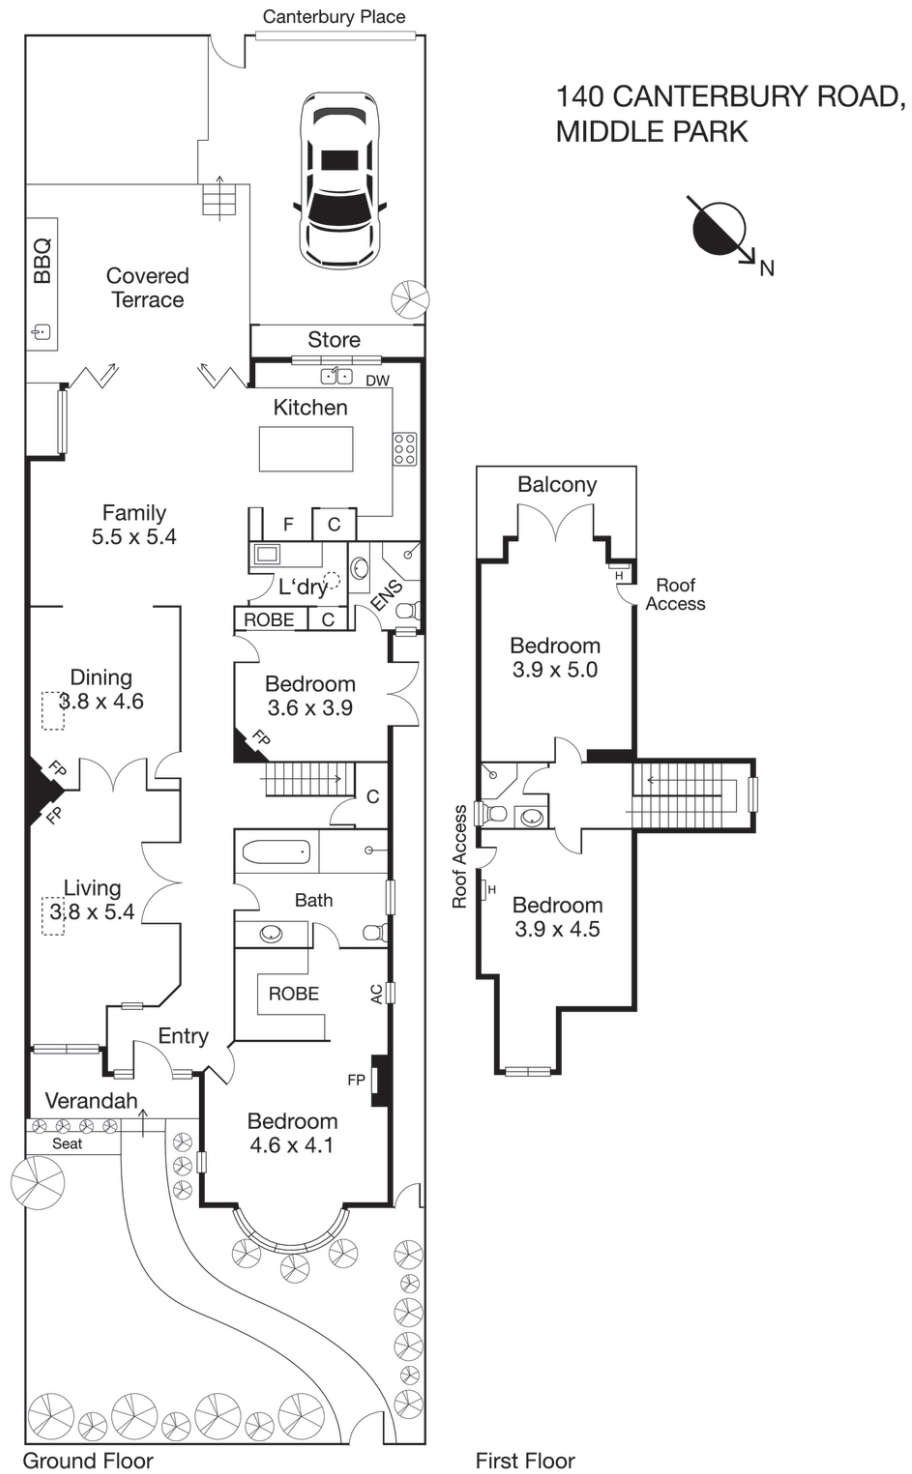 Canterbury Place
140 CANTERBURY ROAD,
MIDDLE PARK
N
BBQ
Covered
Terrace
Store
DW
Kitchen
F
C
Family
5.5 x 5.4
L'dry
ENS
ROBE
C
Dining
3.8 x 4.6
Bedroom
3.6 x 3.9
FP
FP
FP
C
Living
3.8 x 5.4
Bath
ROBE
AC
Entry
FP
Verandah
Seat
Bedroom
4.6 x 4.1
Ground Floor
Balcony
H
Roof
Access
Bedroom
3.9 x 5.0
Roof Access
H
Bedroom
3.9 x 4.5
First Floor